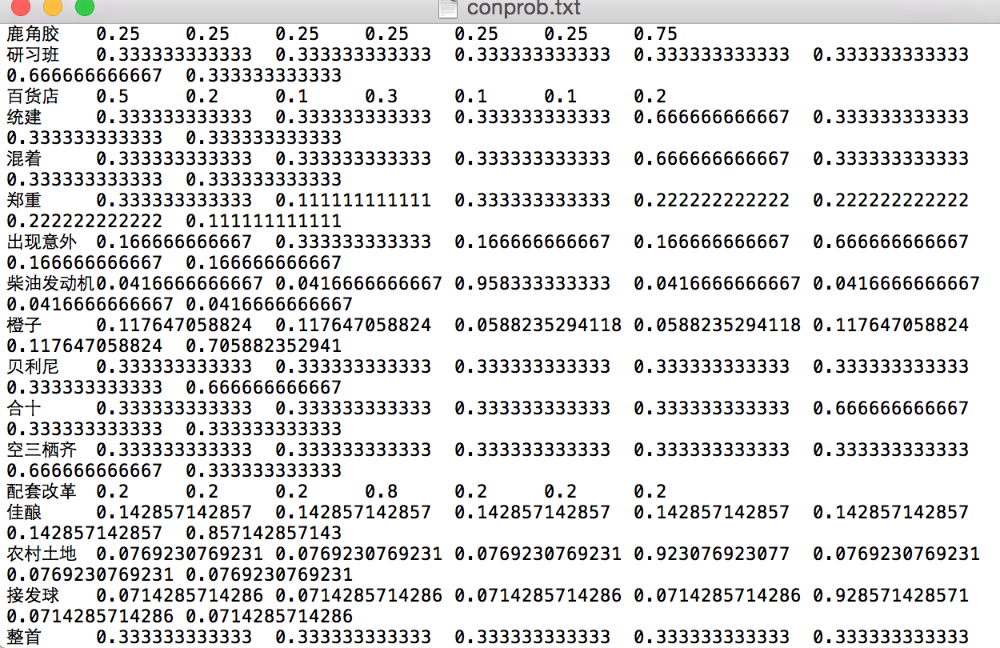 conprob.txt
鹿角胶 0.25 0.25 0.25 0.25 0.25 0.25 0.75
研习班 0.333333333333 0.333333333333 0.333333333333 0.333333333333 0.333333333333
0.666666666667 0.333333333333
百货店 0.5 0.2 0.1 0.3 0.1 0.1 0.2
统建 0.333333333333 0.333333333333 0.333333333333 0.666666666667 0.333333333333
0.333333333333 0.333333333333
混着 0.333333333333 0.333333333333 0.333333333333 0.666666666667 0.333333333333
0.333333333333 0.333333333333
郑重 0.333333333333 0.111111111111 0.333333333333 0.222222222222 0.222222222222
0.222222222222 0.111111111111
出现意外 0.166666666667 0.333333333333 0.166666666667 0.166666666667 0.666666666667
0.166666666667 0.166666666667
柴油发动机0.0416666666667 0.0416666666667 0.958333333333 0.0416666666667 0.0416666666667
0.0416666666667 0.0416666666667
橙子 0.117647058824 0.117647058824 0.0588235294118 0.0588235294118 0.117647058824
0.117647058824 0.705882352941
贝利尼 0.333333333333 0.333333333333 0.333333333333 0.333333333333 0.333333333333
0.333333333333 0.666666666667
合十 0.333333333333 0.333333333333 0.333333333333 0.333333333333 0.666666666667
0.333333333333 0.333333333333
空三栖齐 0.333333333333 0.333333333333 0.333333333333 0.333333333333 0.333333333333
0.666666666667 0.333333333333
配套改革 0.2 0.2 0.2 0.8 0.2 0.2 0.2
佳酿 0.142857142857 0.142857142857 0.142857142857 0.142857142857 0.142857142857
0.142857142857 0.857142857143
农村土地 0.0769230769231 0.0769230769231 0.0769230769231 0.923076923077 0.0769230769231
0.0769230769231 0.0769230769231
接发球 0.0714285714286 0.0714285714286 0.0714285714286 0.0714285714286 0.928571428571
0.0714285714286 0.0714285714286
整首 0.333333333333 0.333333333333 0.333333333333 0.333333333333 0.333333333333